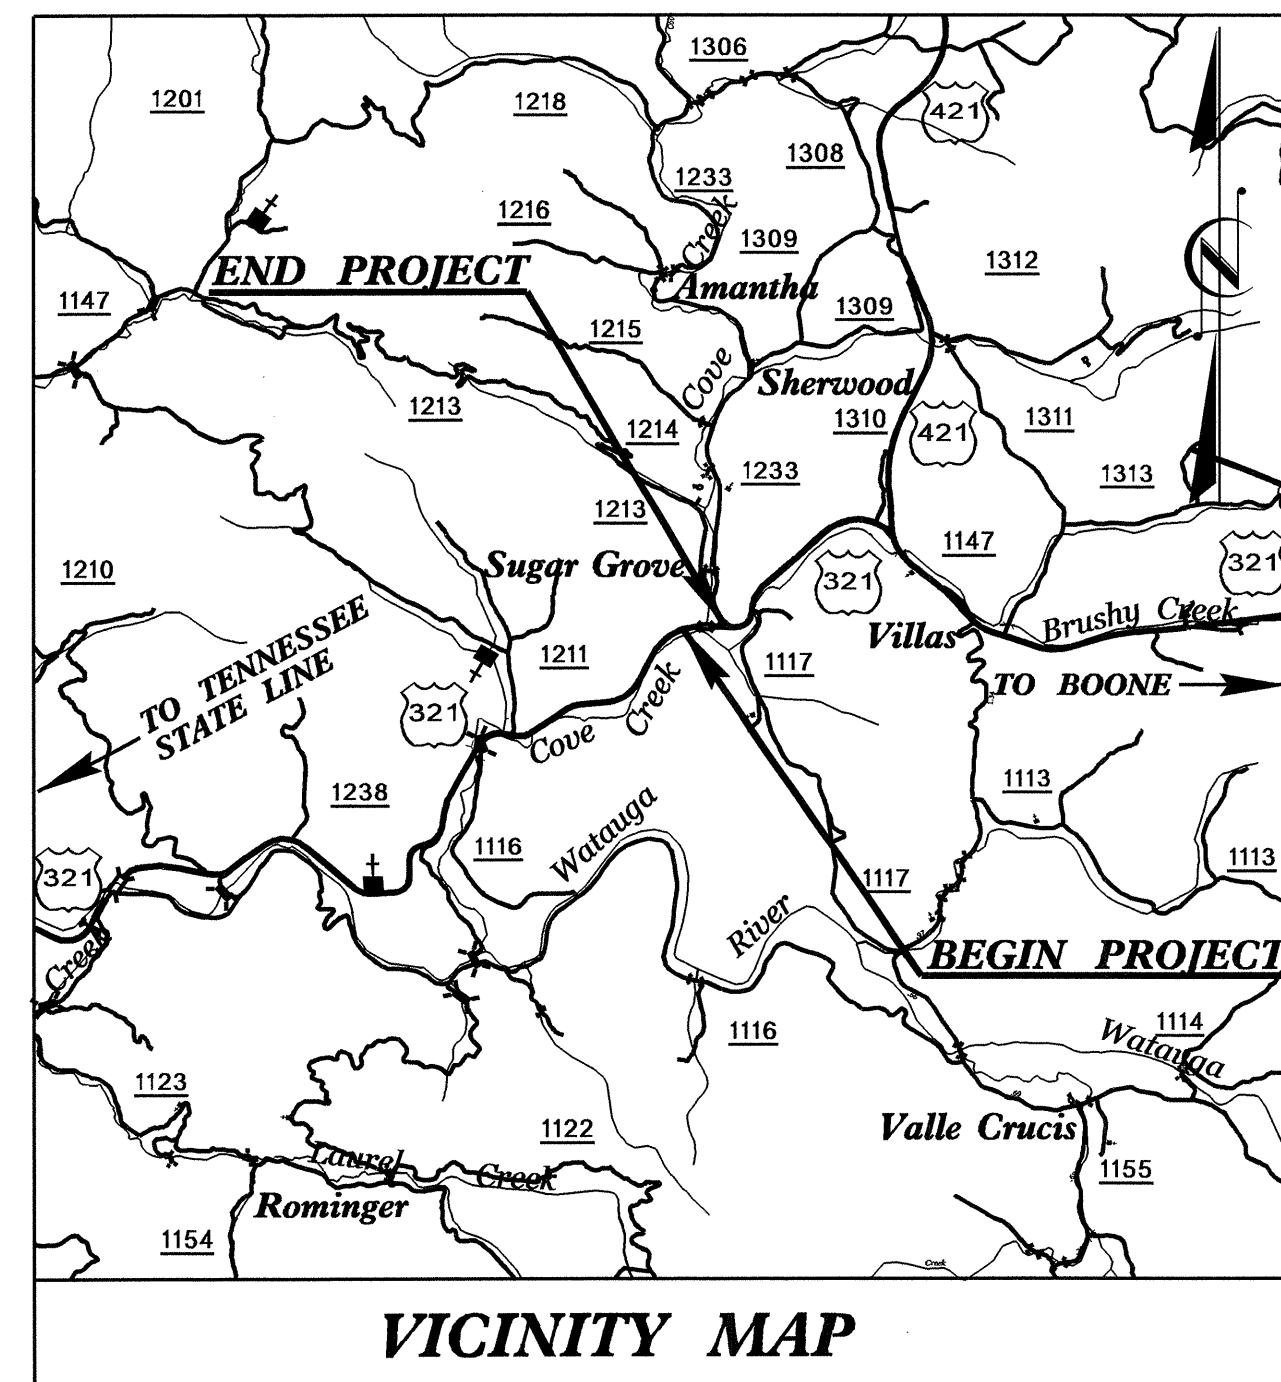 1306
1201
1218
421
1308
1233
1216
Creek
1309
1312
END PROJECT
Amantha
1147
1309
1215
Cove
Sherwood
1213
1214
1310
421
1311
1233
1313
1213
1147
Sugar Grove
321
321
1210
Brushy Creek
TO TENNESSEE
STATE LINE
Villas
1211
1117
TO BOONE
321
Cove Creek
1238
1113
Watauga
1116
1113
321
1117
River
Creek
BEGIN PROJECT
1116
1114
Watauga
1123
Valle Crucis
1122
Laurel Creek
1155
Rominger
1154
Creek
VICINITY MAP